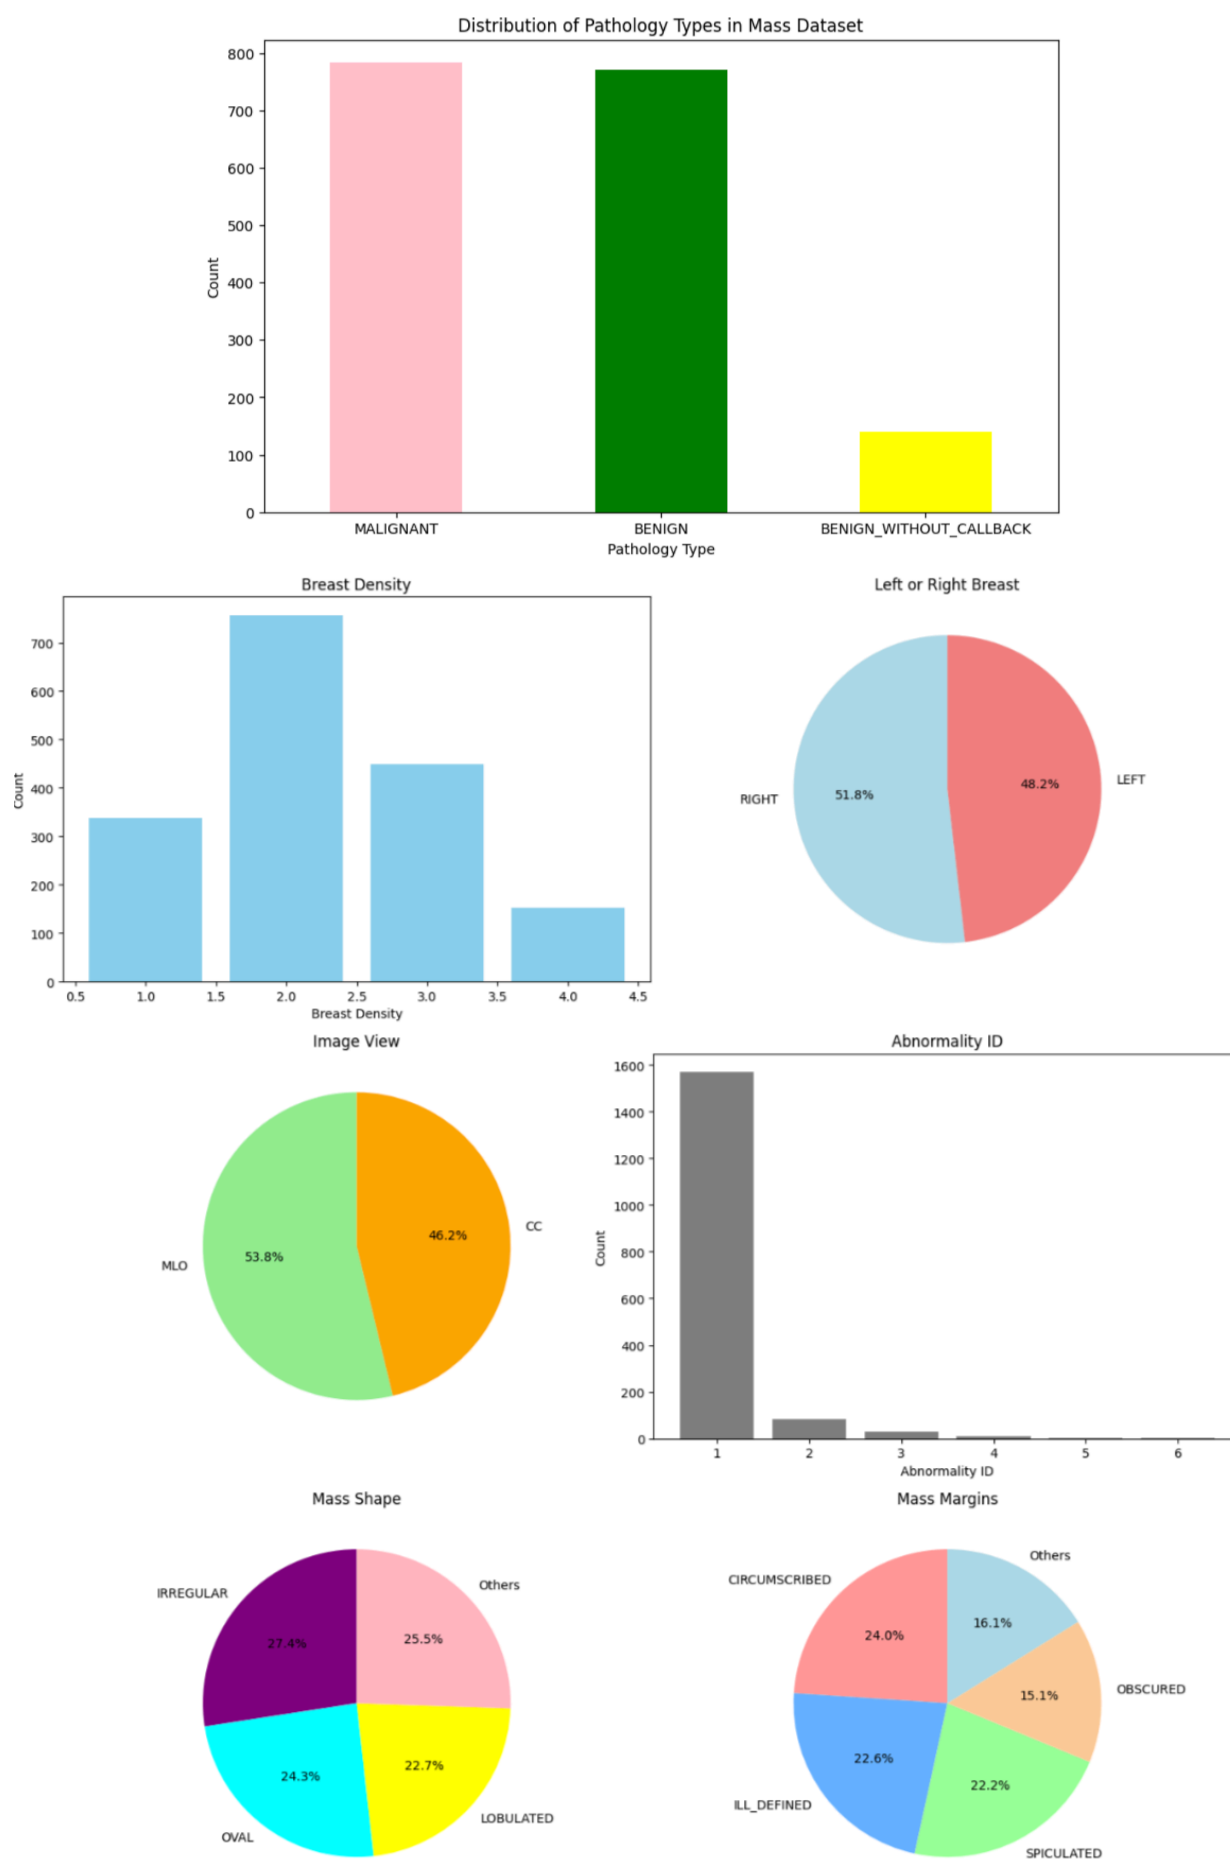 Distribution of Pathology Types in Mass Dataset
800
700
600
500
400
300
200
100
0
Count
MALIGNANT BENIGN BENIGN_WITHOUT_CALLBACK
Pathology Type
Breast Density
700
600
500
400
300
200
100
0
Count
0.5 1.0 1.5 2.0 2.5 3.0 3.5 4.0 4.5
Breast Density
Left or Right Breast
RIGHT
51.8%
48.2%
LEFT
Image View
MLO
53.8%
46.2%
CC
Abnormality ID
1600
1400
1200
1000
800
600
400
200
0
Count
1 2 3 4 5 6
Abnormality ID
Mass Shape
IRREGULAR
27.4%
Others
25.5%
OVAL
24.3%
LOBULATED
22.7%
Mass Margins
CIRCUMSCRIBED
24.0%
Others
16.1%
OBSCURED
15.1%
ILL_DEFINED
22.6%
SPICULATED
22.2%